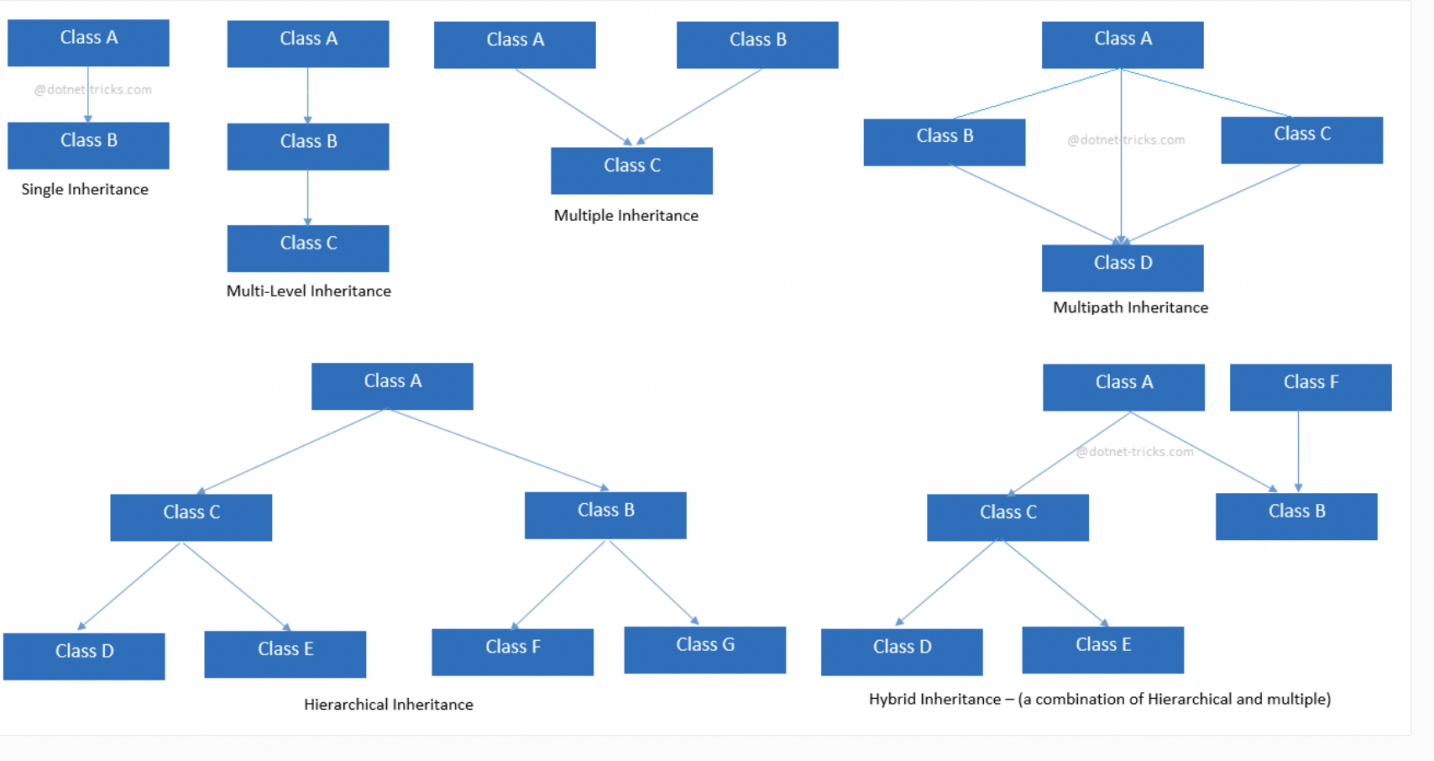 Class A
@dotnet-tricks.com
Class B
Single Inheritance
Class A
Class B
Class C
Multi-Level Inheritance
Class A
Class B
Class C
Multiple Inheritance
Class A
Class B
@dotnet-tricks.com
Class C
Class D
Multipath Inheritance
Class A
Class C
Class B
Class D
Class E
Class F
Class G
Hierarchical Inheritance
Class A
Class F
@dotnet-tricks.com
Class C
Class B
Class D
Class E
Hybrid Inheritance – (a combination of Hierarchical and multiple)